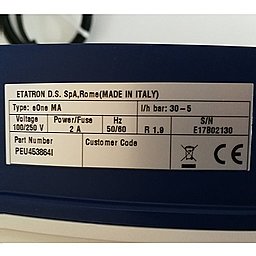 ETATRON D.S. SpA,Rome(MADE IN ITALY)
Type: eOne MA l/h bar: 30-5
Voltage Power/Fuse Hz S/N
100/250 V 2 A 50/60 R 1.9 E17B02130
Part Number Customer Code
PEU453864I
CE